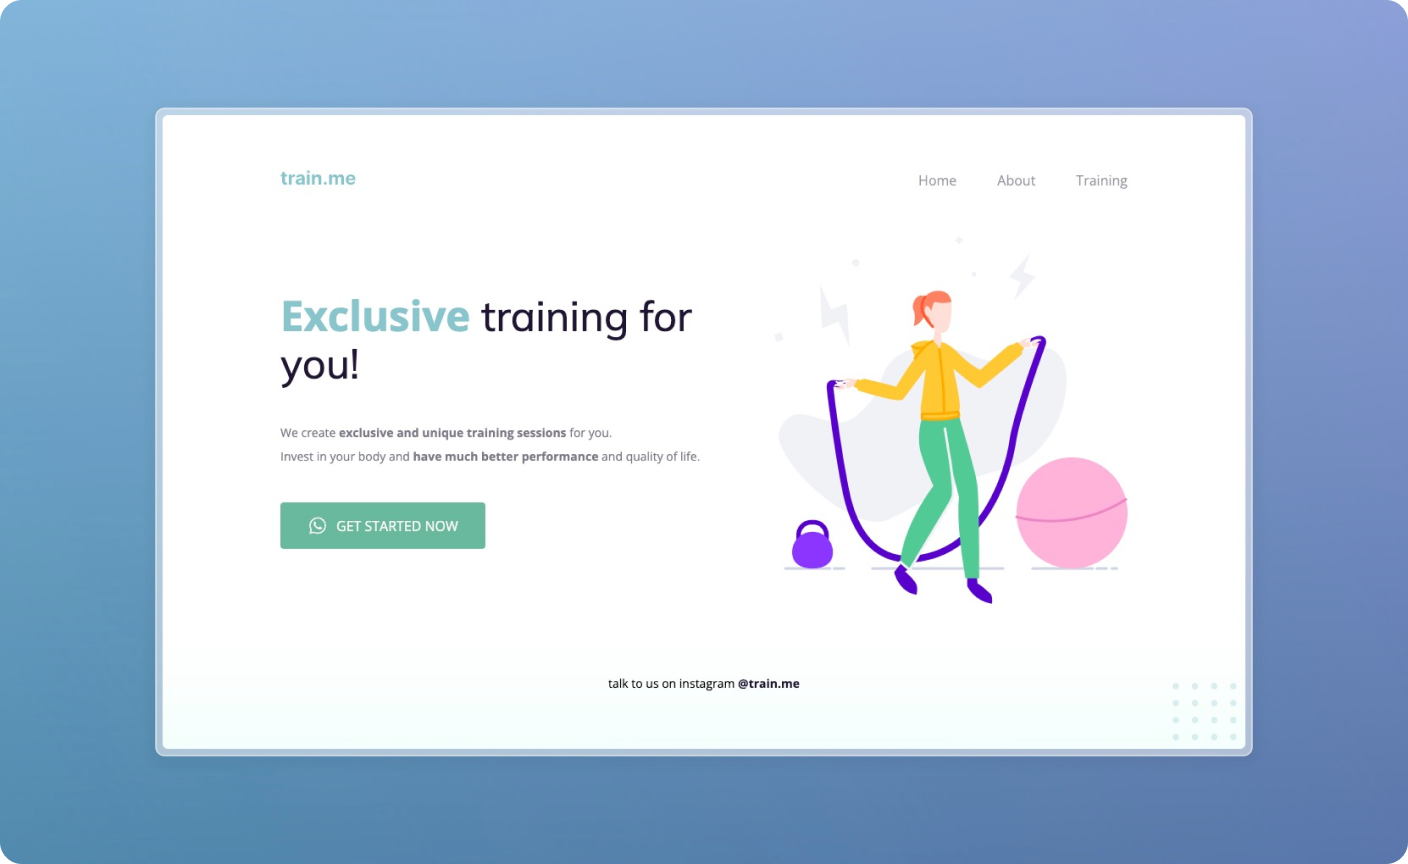 train.me
Home About Training
Exclusive training for
you!
We create exclusive and unique training sessions for you.
Invest in your body and have much better performance and quality of life.
GET STARTED NOW
talk to us on instagram @train.me